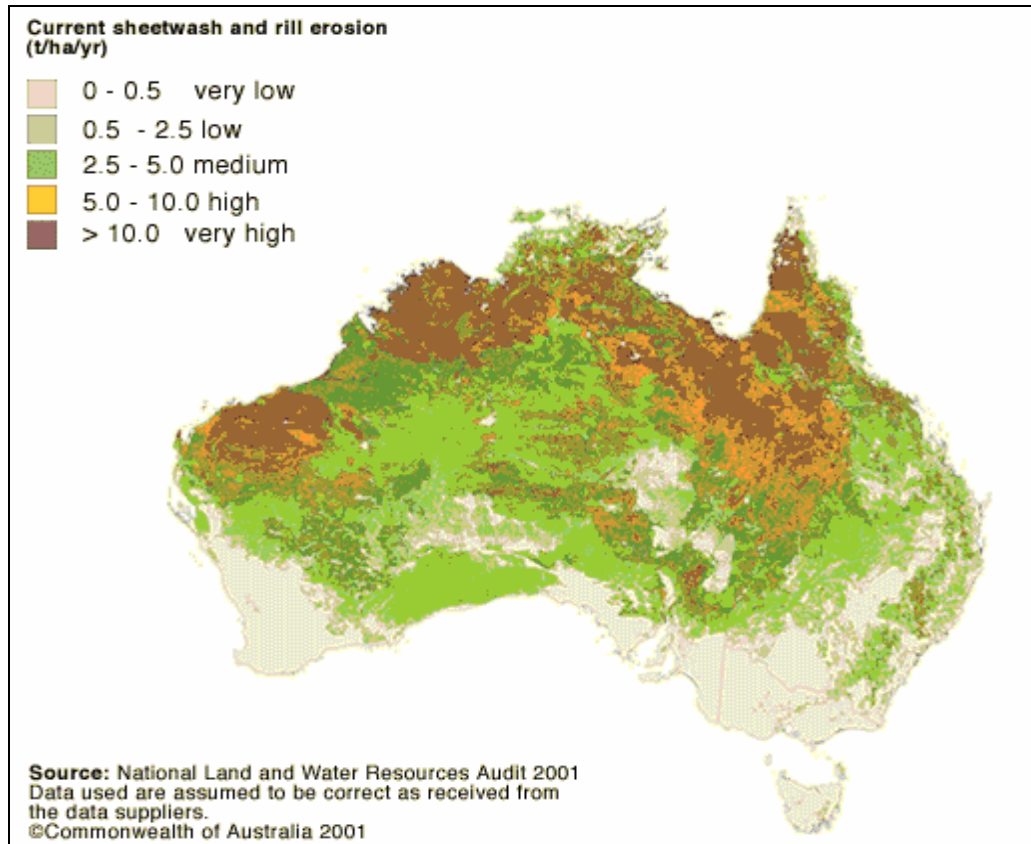 Current sheetwash and rill erosion
(t/ha/yr)
0 - 0.5 very low
0.5 - 2.5 low
2.5 - 5.0 medium
5.0 - 10.0 high
> 10.0 very high
Source: National Land and Water Resources Audit 2001
Data used are assumed to be correct as received from
the data suppliers.
©Commonwealth of Australia 2001